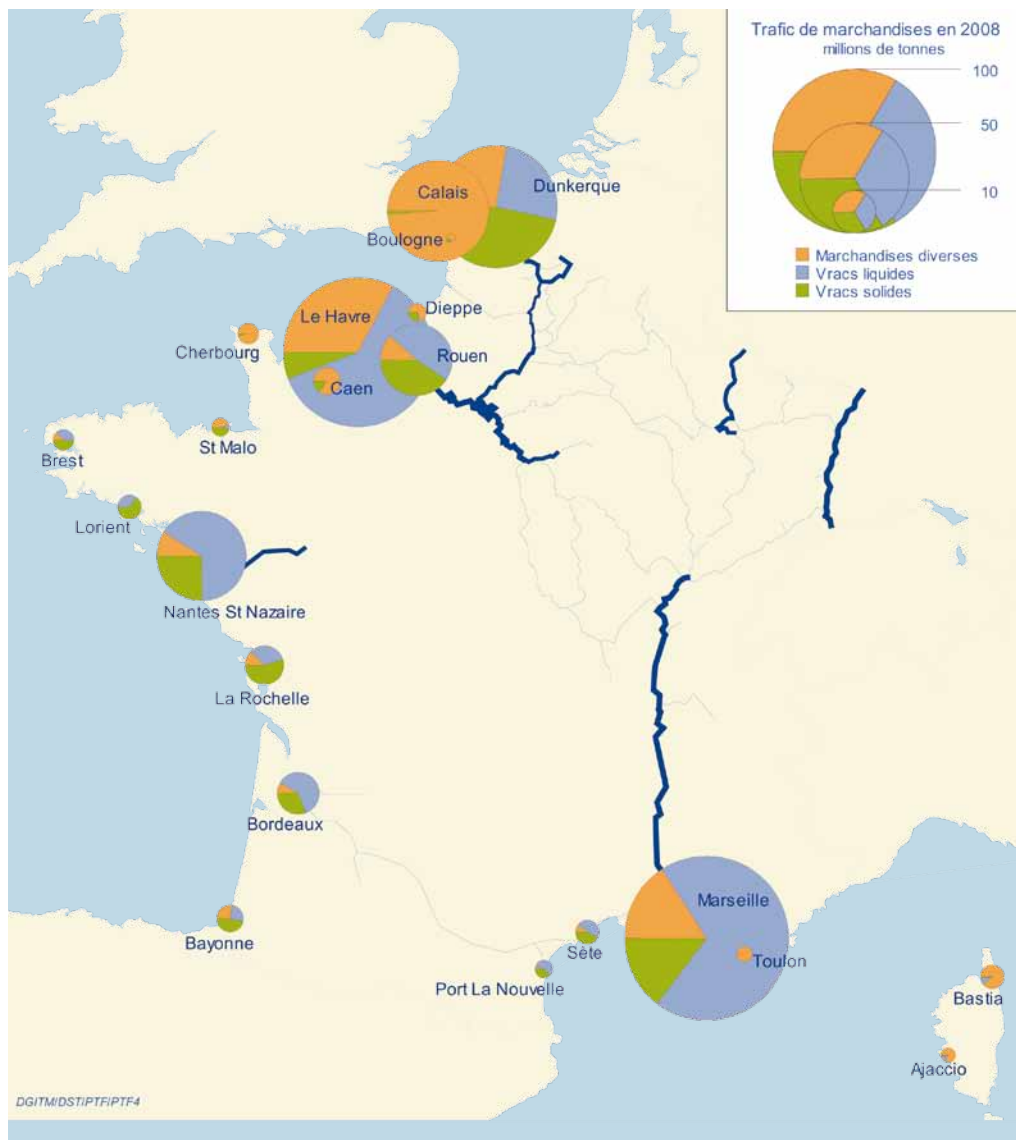 Trafic de marchandises en 2008
millions de tonnes
100
50
10
Marchandises diverses
Vracs liquides
Vracs solides
Calais
Dunkerque
Boulogne
Dieppe
Le Havre
Rouen
Cherbourg
Caen
St Malo
Brest
Lorient
Nantes St Nazaire
La Rochelle
Bordeaux
Marseille
Bayonne
Sète
Toulon
Port La Nouvelle
Bastia
Ajaccio
DGITM/DST/PTF/PTF4